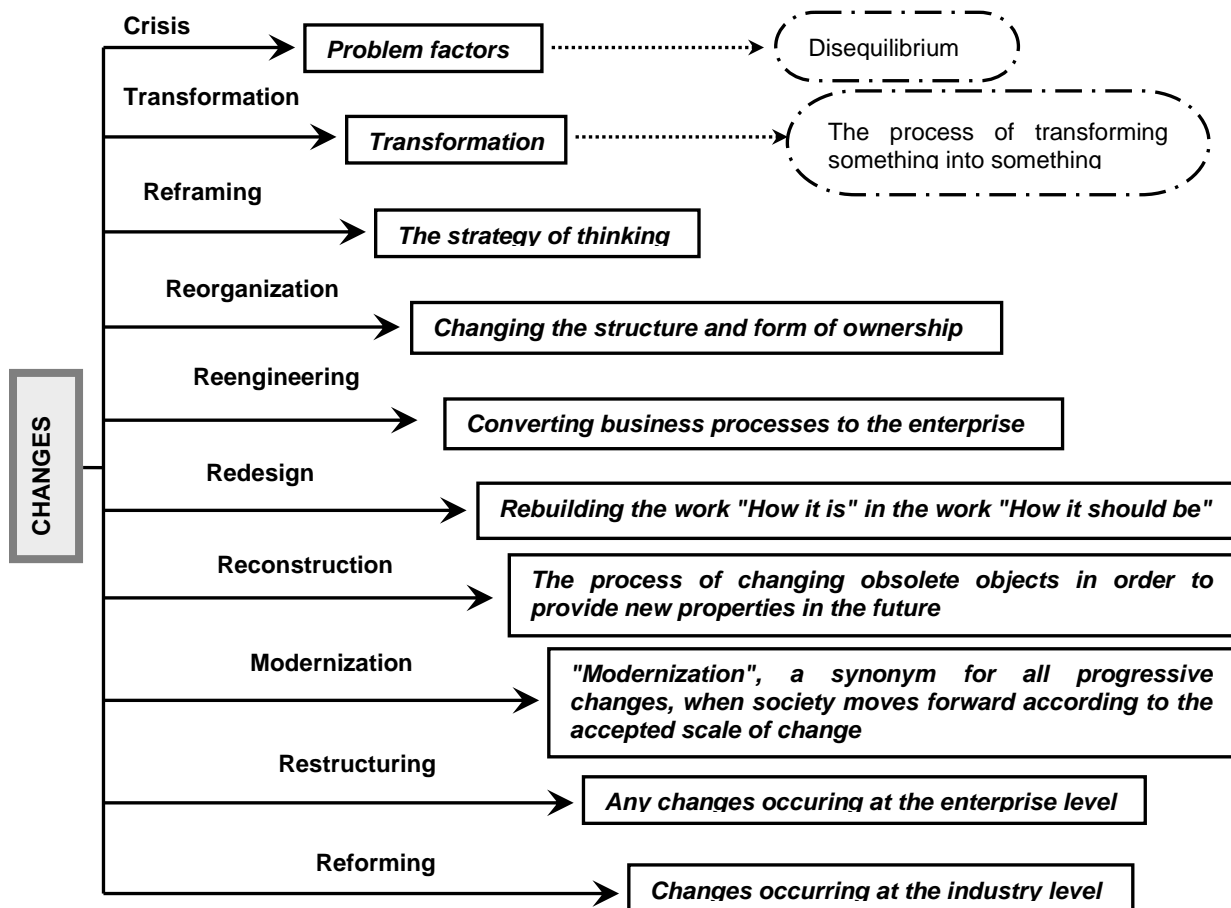 Crisis
Problem factors
Disequilibrium
Transformation
Transformation
The process of transforming
something into something
Reframing
The strategy of thinking
Reorganization
Changing the structure and form of ownership
Reengineering
Converting business processes to the enterprise
CHANGES
Redesign
Rebuilding the work "How it is" in the work "How it should be"
Reconstruction
The process of changing obsolete objects in order to
provide new properties in the future
Modernization
"Modernization", a synonym for all progressive
changes, when society moves forward according to the
accepted scale of change
Restructuring
Any changes occuring at the enterprise level
Reforming
Changes occurring at the industry level